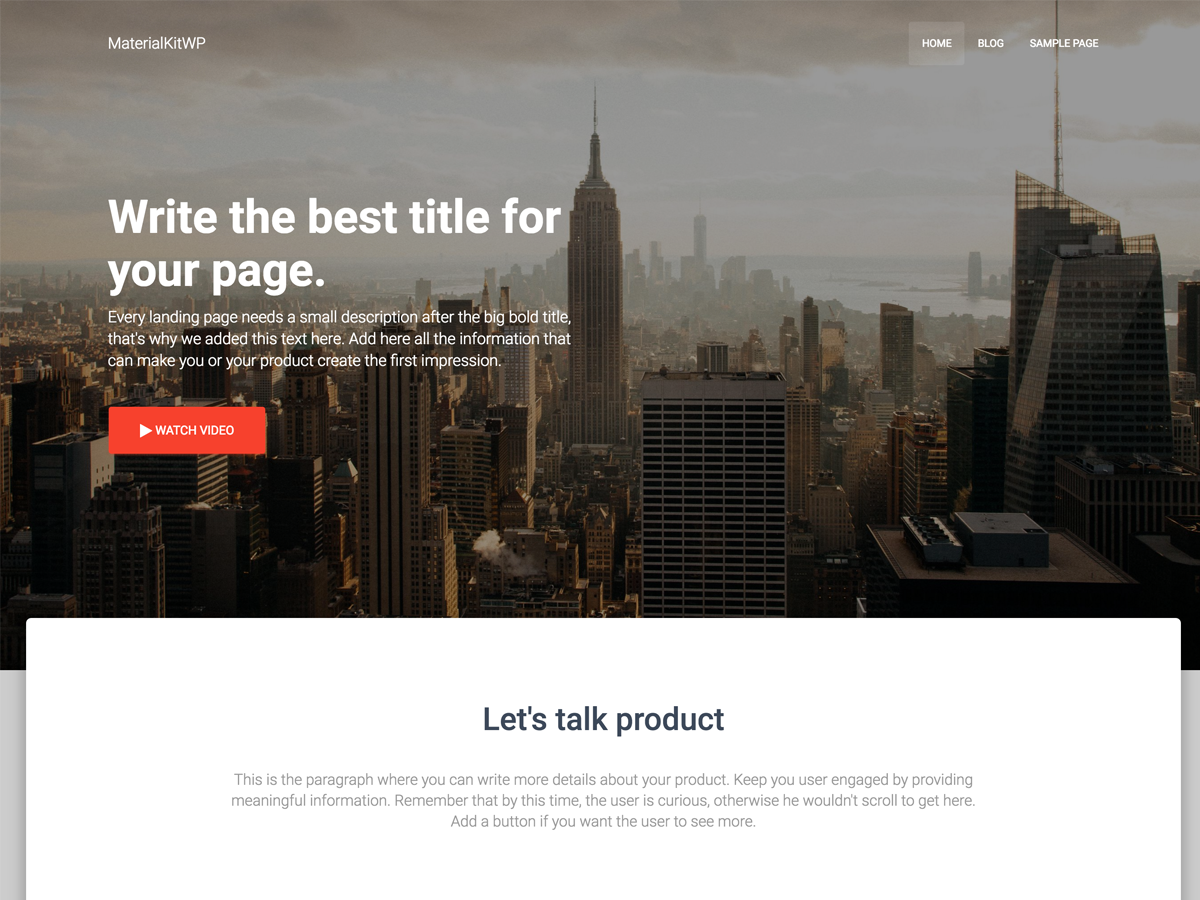 MaterialKitWP
HOME
BLOG
SAMPLE PAGE
Write the best title for
your page.
Every landing page needs a small description after the big bold title,
that's why we added this text here. Add here all the information that
can make you or your product create the first impression.
WATCH VIDEO
Let's talk product
This is the paragraph where you can write more details about your product. Keep you user engaged by providing
meaningful information. Remember that by this time, the user is curious, otherwise he wouldn't scroll to get here.
Add a button if you want the user to see more.